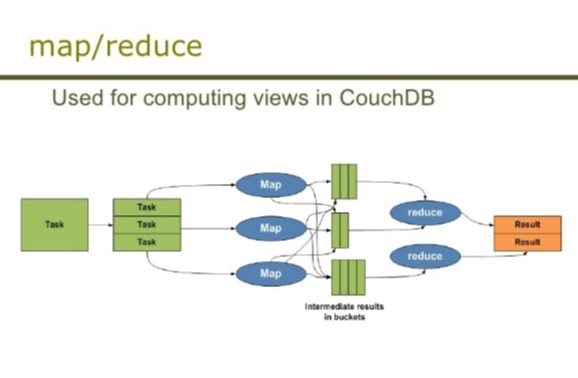 map/reduce
Used for computing views in CouchDB
Task
Task
Task
Task
Map
Map
Map
Intermediate results
in buckets
reduce
reduce
Result
Result